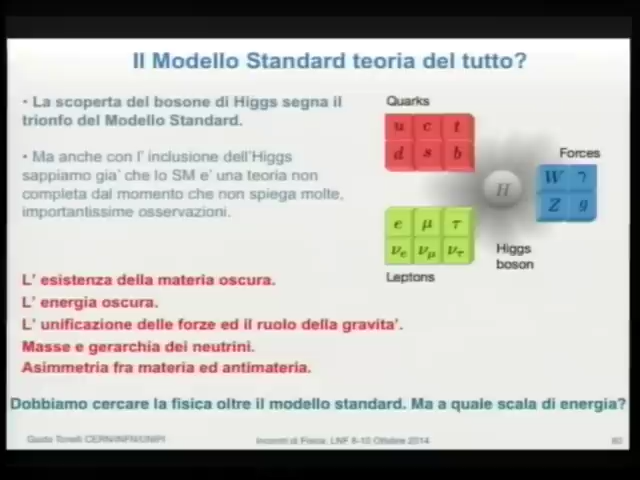 Il Modello Standard teoria del tutto?
• La scoperta del bosone di Higgs segna il
trionfo del Modello Standard.
• Ma anche con l' inclusione dell'Higgs
sappiamo gia' che lo SM e' una teoria non
completa dal momento che non spiega molte,
importantissime osservazioni.
Quarks
u c t
d s b
Forces
W γ
Z g
H
Higgs
boson
e μ τ
νe νμ ντ
Leptons
L' esistenza della materia oscura.
L' energia oscura.
L' unificazione delle forze ed il ruolo della gravita'.
Masse e gerarchia dei neutrini.
Asimmetria fra materia ed antimateria.
Dobbiamo cercare la fisica oltre il modello standard. Ma a quale scala di energia?
Guido Tonelli CERN/INFN/UNIPI
Incontri di Fisica, LNF 8-10 Ottobre 2014